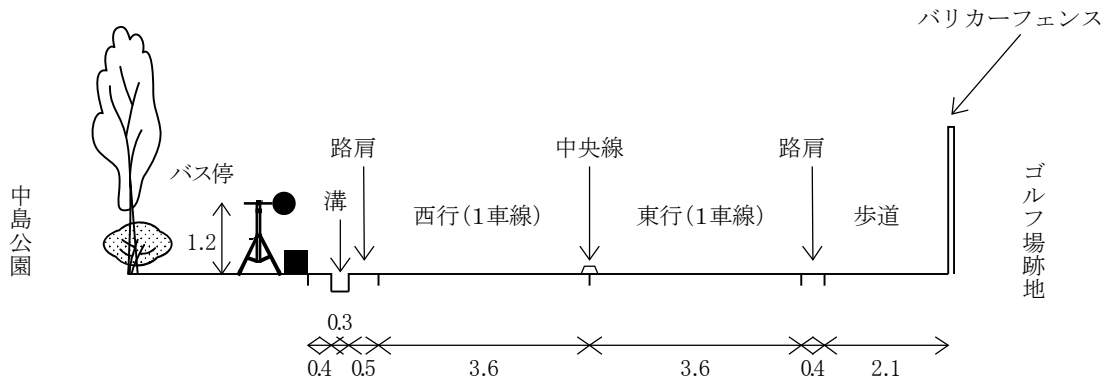 バリカーフェンス
路肩
中央線
路肩
バス停
溝
西行(1車線)
東行(1車線)
歩道
中島公園
ゴルフ場跡地
1.2
0.3
0.4
0.5
3.6
3.6
0.4
2.1